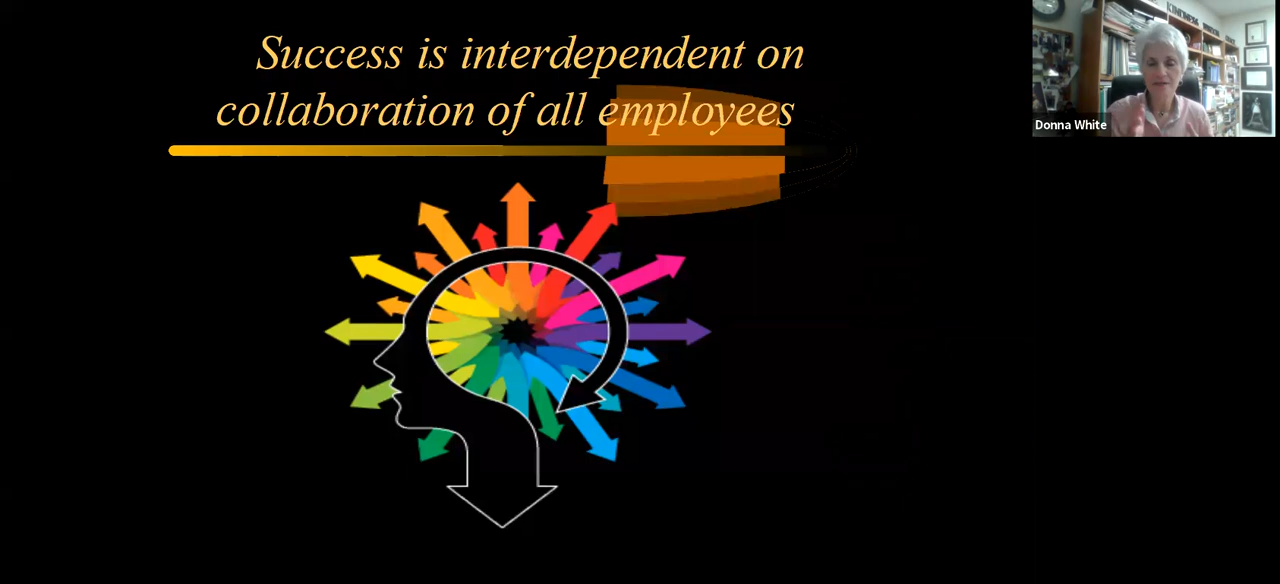 Success is interdependent on
collaboration of all employees
Donna White